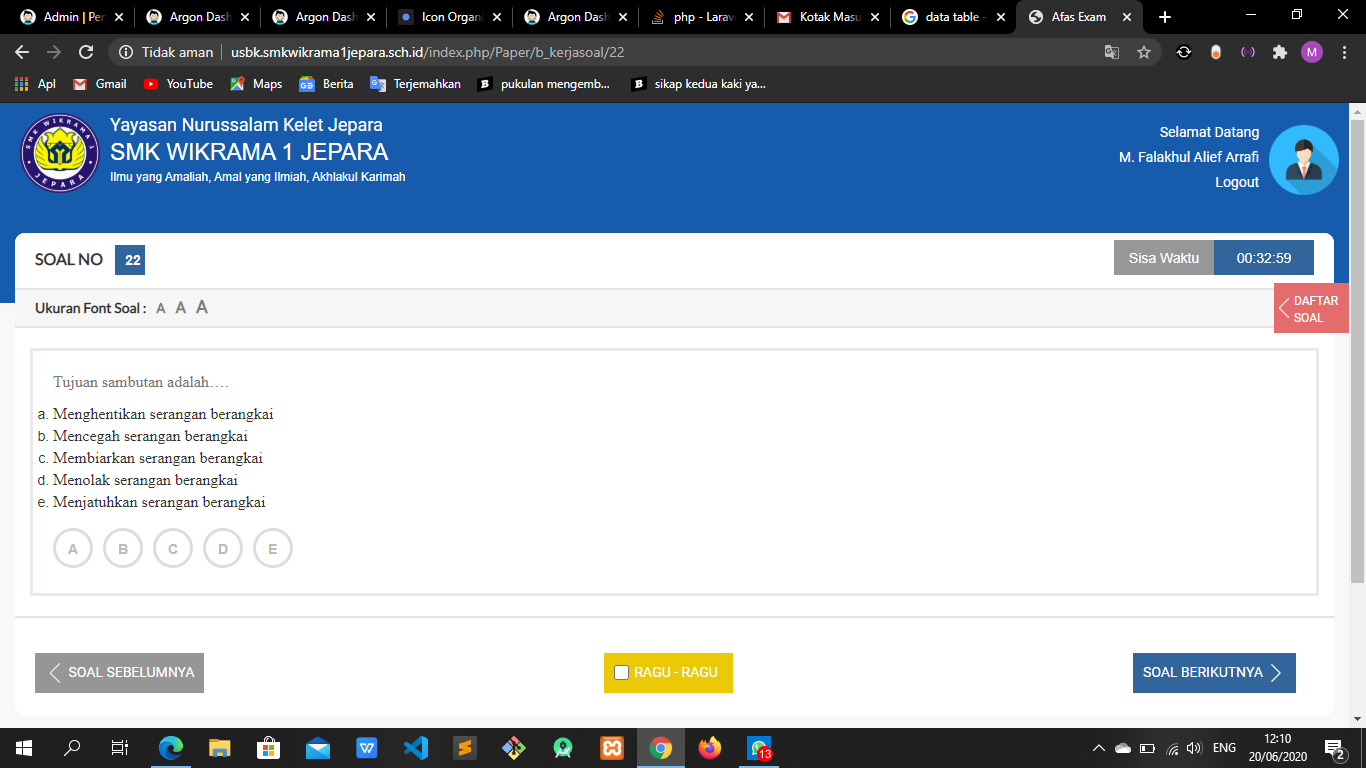 Admin | Per
Argon Dash
Argon Dash
Icon Organi
Argon Dash
php - Larav
Kotak Masu
data table -
Afas Exam
Tidak aman
usbk.smkwikrama1jepara.sch.id/index.php/Paper/b_kerjasoal/22
M
Apl
Gmail
YouTube
Maps
Berita
Terjemahkan
pukulan mengemb...
sikap kedua kaki ya...
SMK WIKRAMA 1
JEPARA
Yayasan Nurussalam Kelet Jepara
SMK WIKRAMA 1 JEPARA
Ilmu yang Amaliah, Amal yang Ilmiah, Akhlakul Karimah
Selamat Datang
M. Falakhul Alief Arrafi
Logout
SOAL NO 22
Sisa Waktu 00:32:59
Ukuran Font Soal : A A A
DAFTAR
SOAL
Tujuan sambutan adalah….
a. Menghentikan serangan berangkai
b. Mencegah serangan berangkai
c. Membiarkan serangan berangkai
d. Menolak serangan berangkai
e. Menjatuhkan serangan berangkai
A B C D E
SOAL SEBELUMNYA
RAGU - RAGU
SOAL BERIKUTNYA
13
ENG
12:10
20/06/2020
2